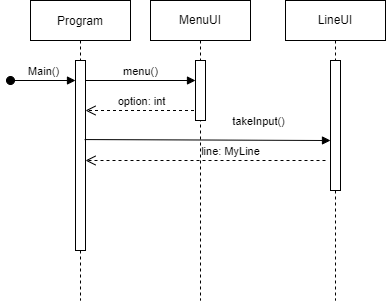 Program
MenuUI
LineUI
Main()
menu()
option: int
takeInput()
line: MyLine